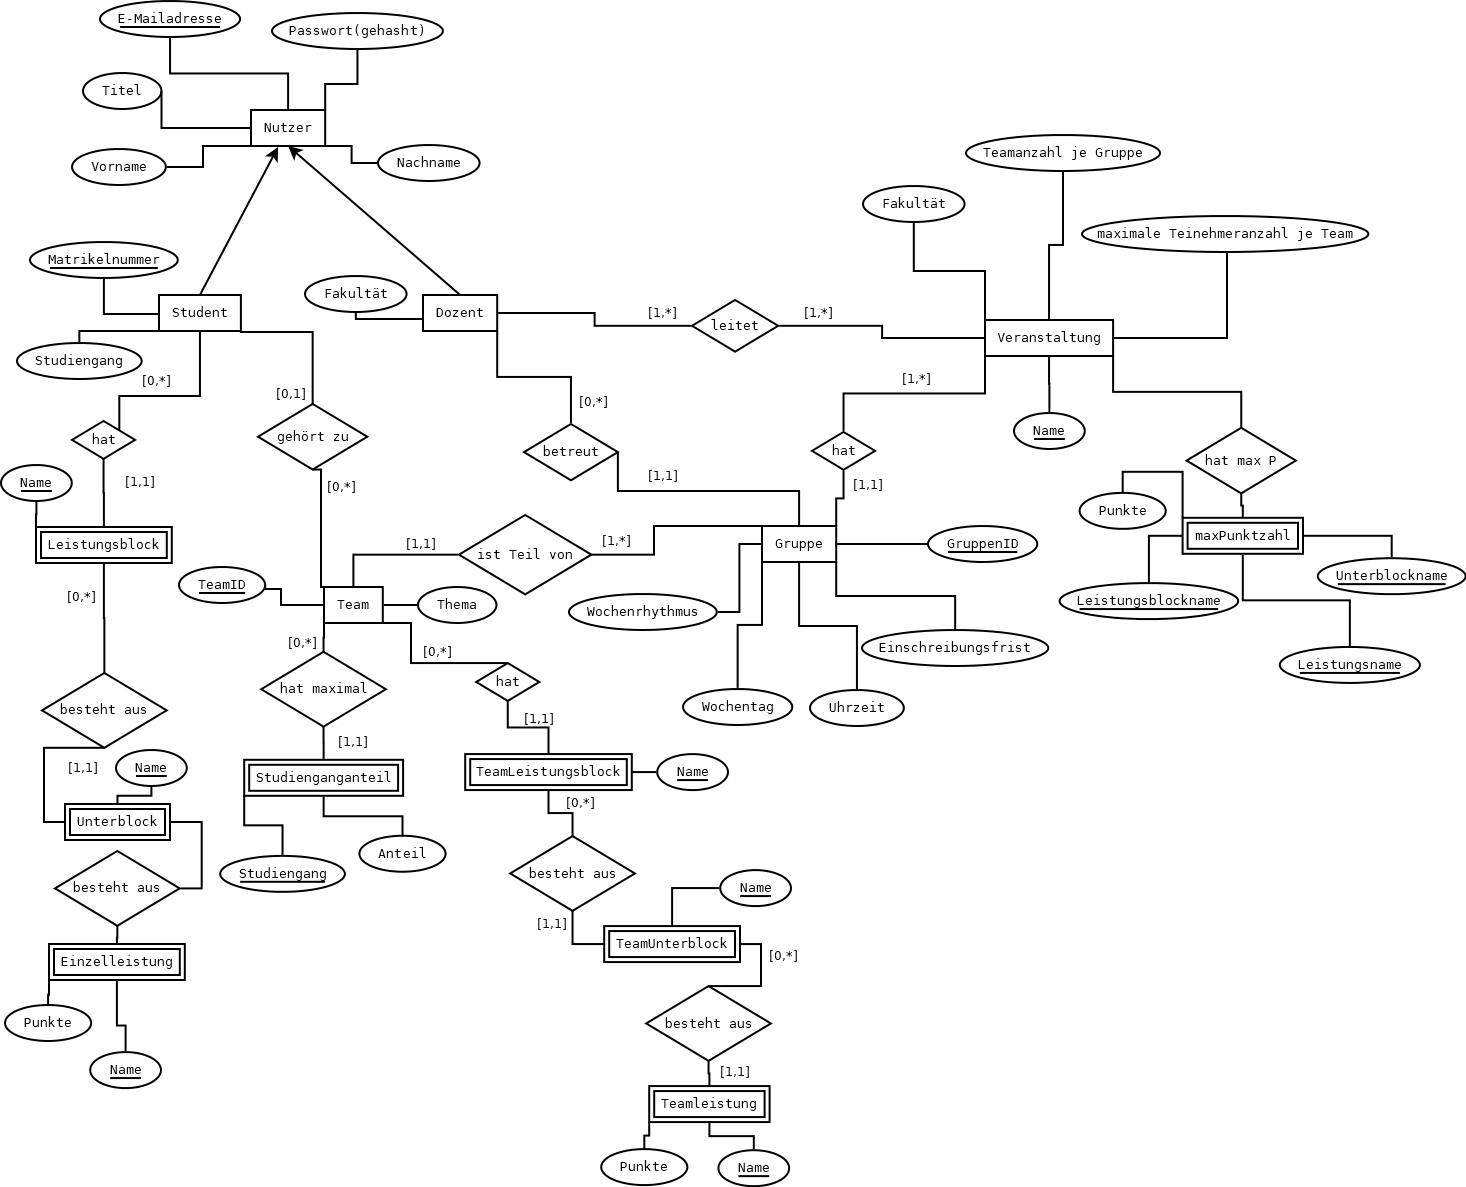 E-Mailadresse
Passwort(gehasht)
Titel
Nutzer
Vorname
Nachname
Teamanzahl je Gruppe
Fakultät
maximale Teinehmeranzahl je Team
Matrikelnummer
Fakultät
Student
Dozent
[1,*]
[1,*]
leitet
Veranstaltung
Studiengang
[0,*]
[0,1]
[0,*]
[1,*]
Name
hat
gehört zu
betreut
hat
hat max P
Name
[1,1]
[0,*]
[1,1]
[1,1]
Punkte
Leistungsblock
[1,1]
ist Teil von
[1,*]
Gruppe
GruppenID
maxPunktzahl
TeamID
Team
Thema
Wochenrhythmus
Leistungsblockname
Unterblockname
[0,*]
[0,*]
[0,*]
Einschreibungsfrist
Leistungsname
besteht aus
hat maximal
hat
Wochentag
Uhrzeit
[1,1]
[1,1]
[1,1]
Name
Studienganganteil
TeamLeistungsblock
Name
[0,*]
Unterblock
Anteil
besteht aus
Studiengang
besteht aus
Name
[1,1]
TeamUnterblock
[0,*]
Einzelleistung
Punkte
besteht aus
Name
[1,1]
Teamleistung
Punkte
Name